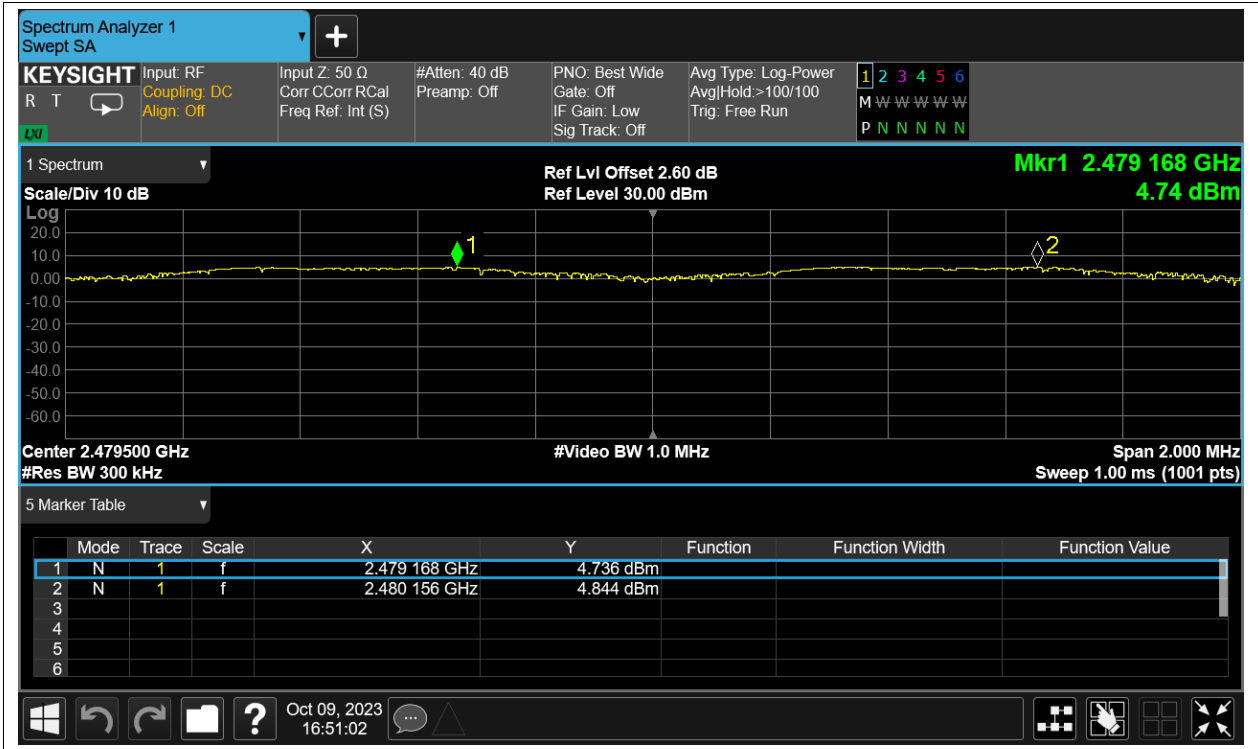 Spectrum Analyzer 1
Swept SA
▼
+
KEYSIGHT Input: RF Input Z: 50 Ω #Atten: 40 dB PNO: Best Wide Avg Type: Log-Power 1 2 3 4 5 6
R T Coupling: DC Corr CCorr RCal Preamp: Off Gate: Off Avg|Hold:>100/100 M W W W W W
Align: Off Freq Ref: Int (S) IF Gain: Low Trig: Free Run
LXI Sig Track: Off P N N N N N
1 Spectrum ▼ Ref Lvl Offset 2.60 dB Mkr1 2.479 168 GHz
Scale/Div 10 dB Ref Level 30.00 dBm 4.74 dBm
Log
20.0
1 2
10.0
0.00
-10.0
-20.0
-30.0
-40.0
-50.0
-60.0
Center 2.479500 GHz #Video BW 1.0 MHz Span 2.000 MHz
#Res BW 300 kHz Sweep 1.00 ms (1001 pts)
5 Marker Table ▼
Mode Trace Scale X Y Function Function Width Function Value
1 N 1 f 2.479 168 GHz 4.736 dBm
2 N 1 f 2.480 156 GHz 4.844 dBm
3
4
5
6
? Oct 09, 2023
16:51:02